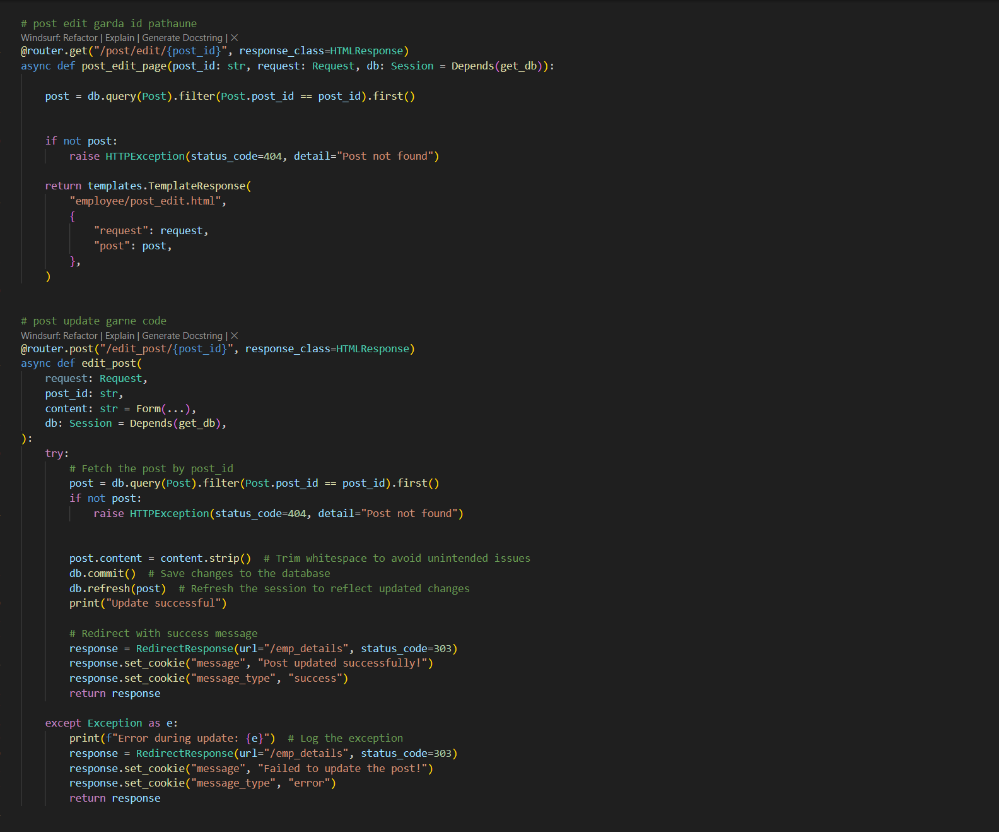 # post edit garda id pathaune
Windsurf: Refactor | Explain | Generate Docstring | X
@router.get("/post/edit/{post_id}", response_class=HTMLResponse)
async def post_edit_page(post_id: str, request: Request, db: Session = Depends(get_db)):
    post = db.query(Post).filter(Post.post_id == post_id).first()
    if not post:
        raise HTTPException(status_code=404, detail="Post not found")
    return templates.TemplateResponse(
        "employee/post_edit.html",
        {
            "request": request,
            "post": post,
        },
    )
# post update garne code
Windsurf: Refactor | Explain | Generate Docstring | X
@router.post("/edit_post/{post_id}", response_class=HTMLResponse)
async def edit_post(
    request: Request,
    post_id: str,
    content: str = Form(...),
    db: Session = Depends(get_db),
):
    try:
        # Fetch the post by post_id
        post = db.query(Post).filter(Post.post_id == post_id).first()
        if not post:
            raise HTTPException(status_code=404, detail="Post not found")
        post.content = content.strip()  # Trim whitespace to avoid unintended issues
        db.commit()  # Save changes to the database
        db.refresh(post)  # Refresh the session to reflect updated changes
        print("Update successful")
        # Redirect with success message
        response = RedirectResponse(url="/emp_details", status_code=303)
        response.set_cookie("message", "Post updated successfully!")
        response.set_cookie("message_type", "success")
        return response
    except Exception as e:
        print(f"Error during update: {e}")  # Log the exception
        response = RedirectResponse(url="/emp_details", status_code=303)
        response.set_cookie("message", "Failed to update the post!")
        response.set_cookie("message_type", "error")
        return response